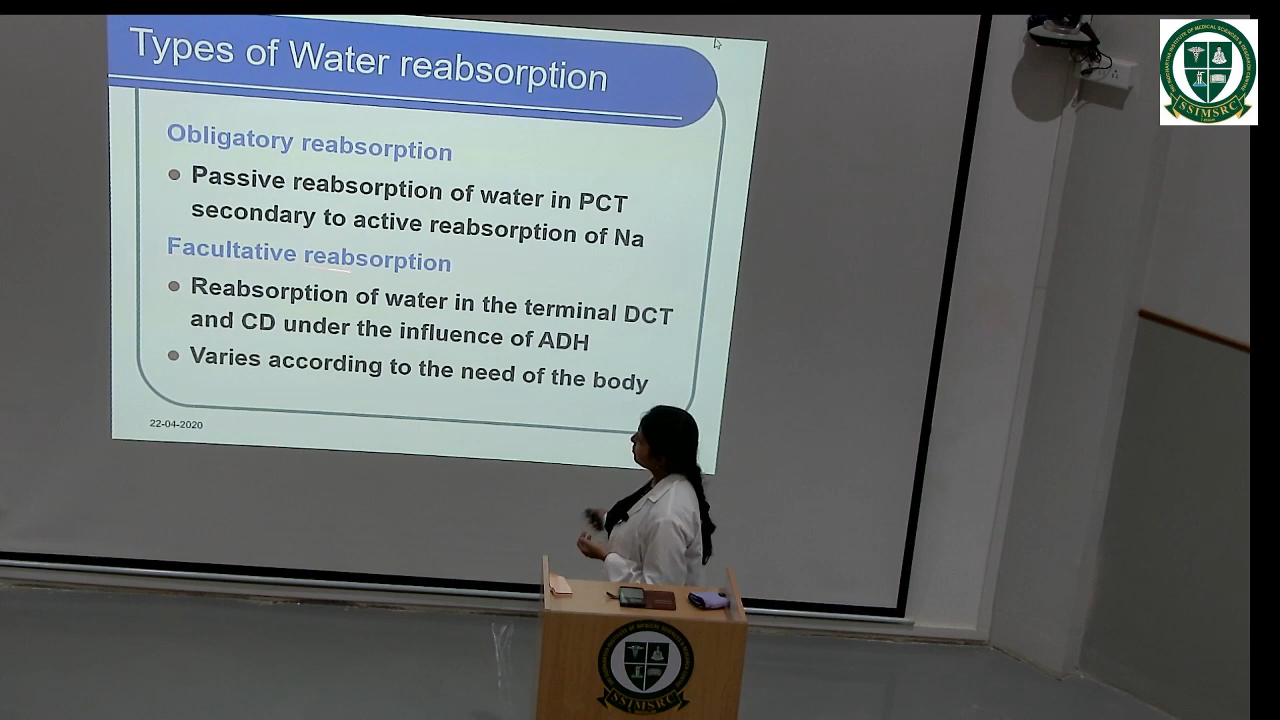 Types of Water reabsorption
Obligatory reabsorption
Passive reabsorption of water in PCT
secondary to active reabsorption of Na
Facultative reabsorption
Reabsorption of water in the terminal DCT
and CD under the influence of ADH
Varies according to the need of the body
22-04-2020
SSIMSRC
SSIMSRC